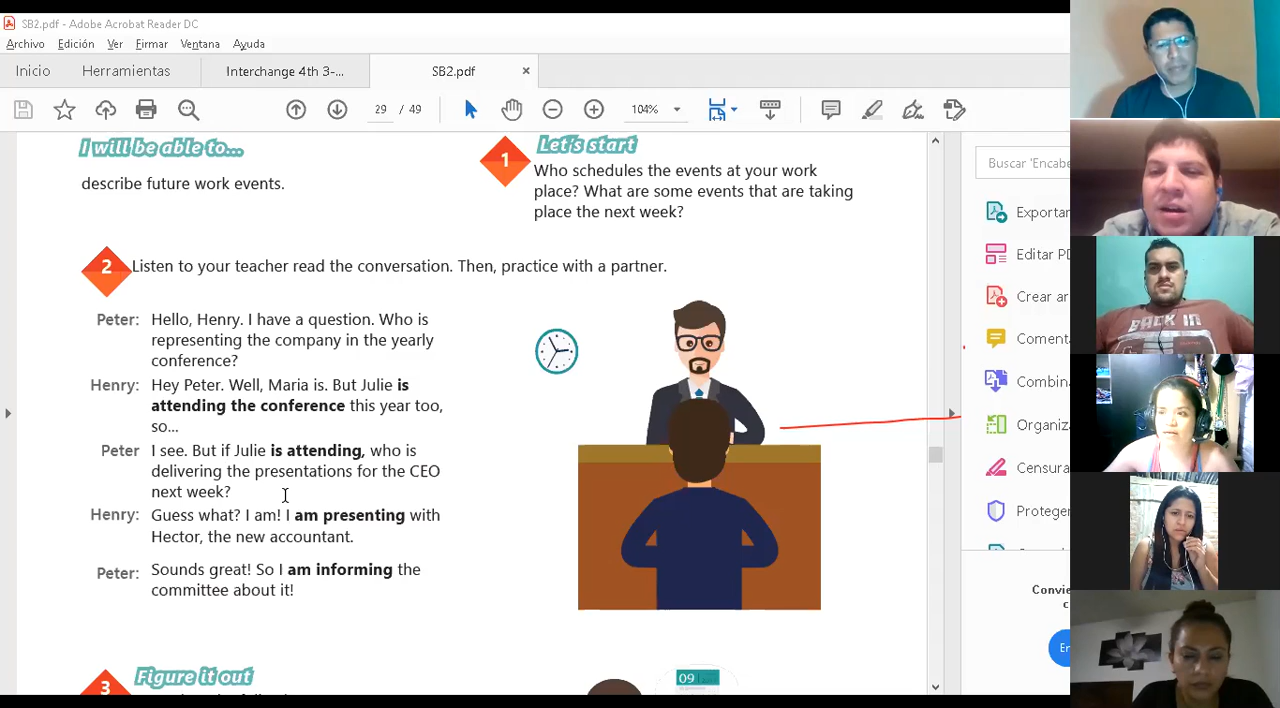 SB2.pdf - Adobe Acrobat Reader DC
Archivo Edición Ver Firmar Ventana Ayuda
Inicio Herramientas Interchange 4th 3-... SB2.pdf ×
29 / 49 104%
I will be able to...
describe future work events.
1 Let's start
Who schedules the events at your work
place? What are some events that are taking
place the next week?
2 Listen to your teacher read the conversation. Then, practice with a partner.
Peter: Hello, Henry. I have a question. Who is
representing the company in the yearly
conference?
Henry: Hey Peter. Well, Maria is. But Julie is
attending the conference this year too,
so...
Peter I see. But if Julie is attending, who is
delivering the presentations for the CEO
next week?
Henry: Guess what? I am! I am presenting with
Hector, the new accountant.
Peter: Sounds great! So I am informing the
committee about it!
3 Figure it out
09
Buscar 'Encabe
Exportar
Editar PD
Crear ar
Coment
Combin
Organiz
Censura
Proteger
Convie
En
BACK IN